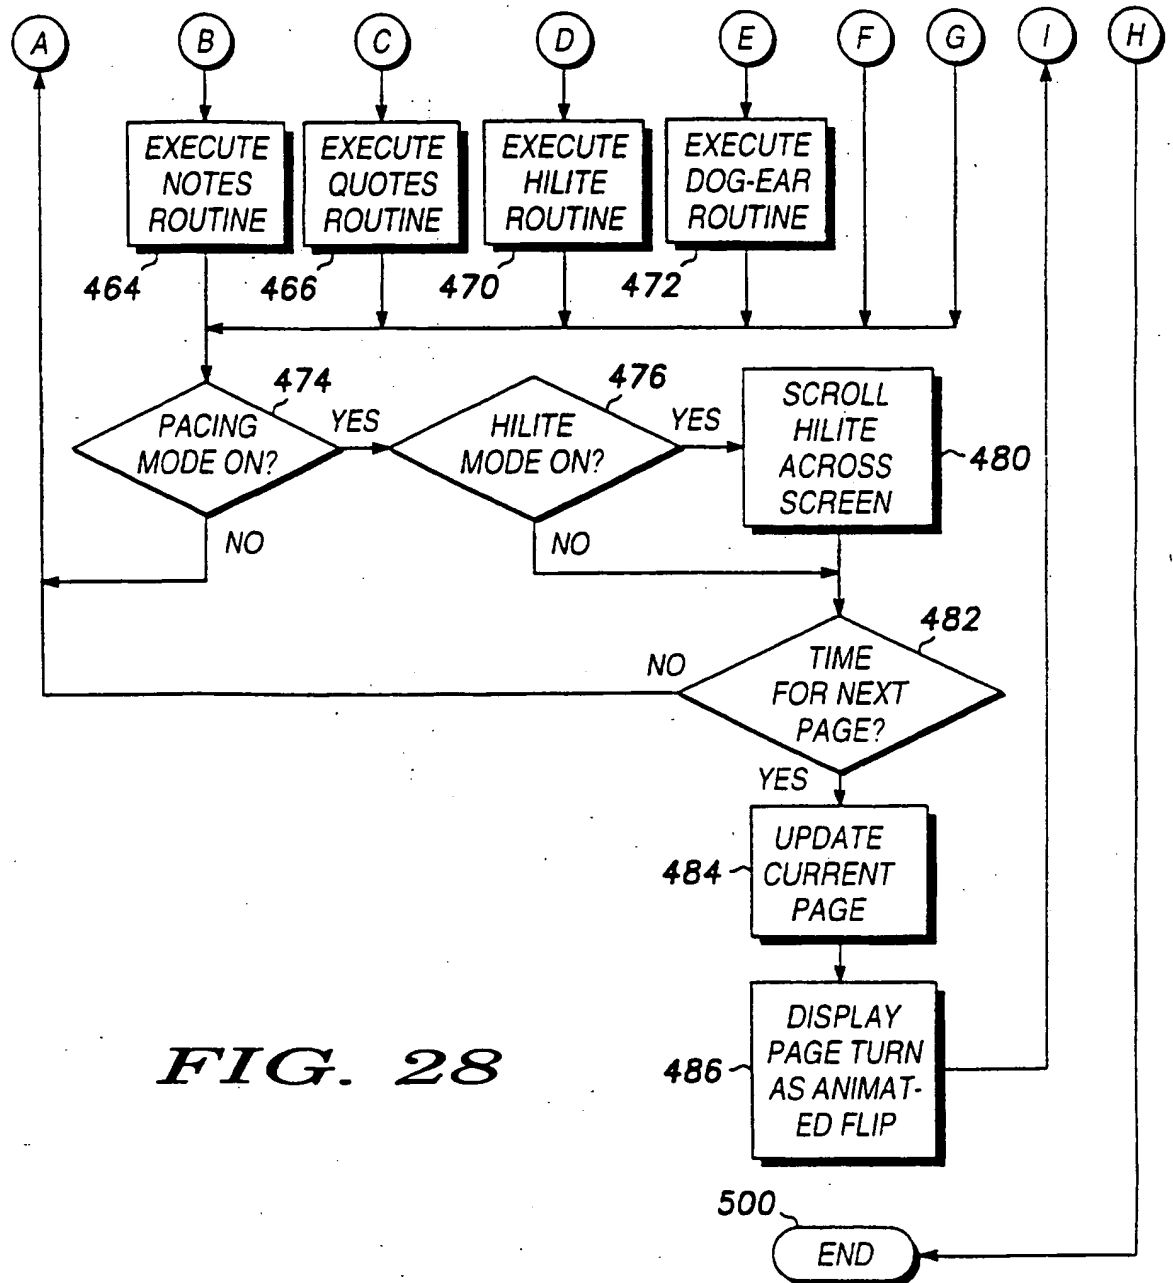 A
B
C
D
E
F
G
I
H
EXECUTE
NOTES
ROUTINE
EXECUTE
QUOTES
ROUTINE
EXECUTE
HILITE
ROUTINE
EXECUTE
DOG-EAR
ROUTINE
464
466
470
472
474
476
PACING
MODE ON?
YES
HILITE
MODE ON?
YES
SCROLL
HILITE
ACROSS
SCREEN
480
NO
NO
482
NO
TIME
FOR NEXT
PAGE?
YES
484
UPDATE
CURRENT
PAGE
486
DISPLAY
PAGE TURN
AS ANIMAT-
ED FLIP
FIG. 28
500
END